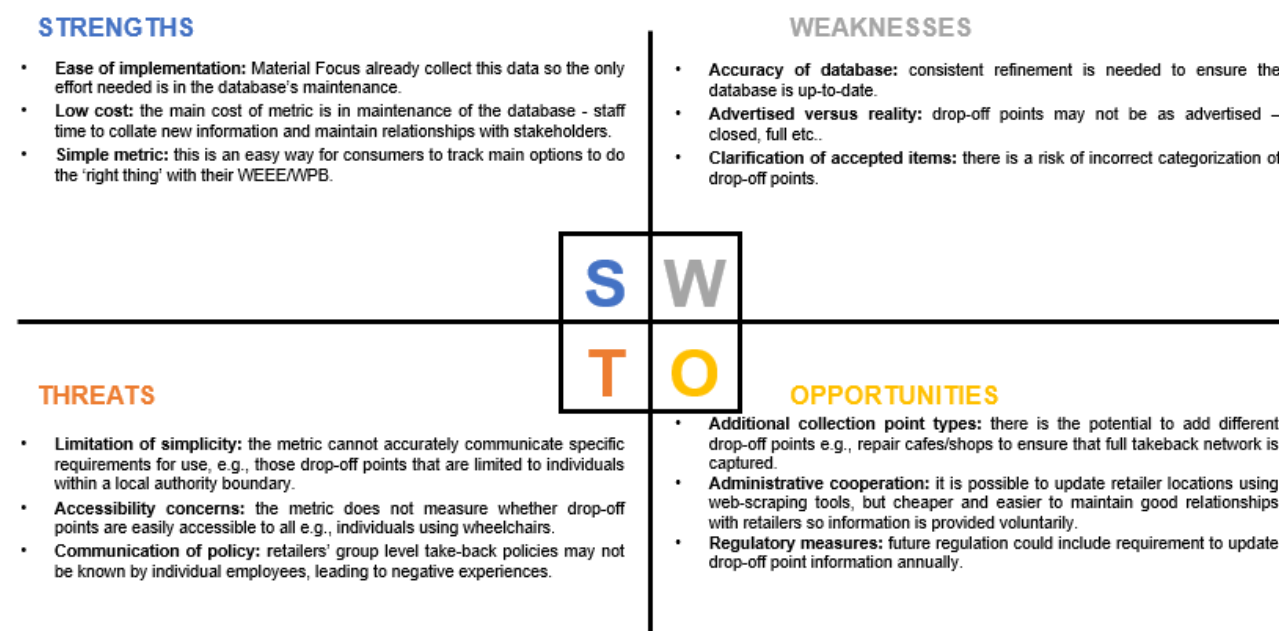 STRENGTHS
• Ease of implementation: Material Focus already collect this data so the only
effort needed is in the database's maintenance.
• Low cost: the main cost of metric is in maintenance of the database - staff
time to collate new information and maintain relationships with stakeholders.
• Simple metric: this is an easy way for consumers to track main options to do
the 'right thing' with their WEEE/WPB.
WEAKNESSES
• Accuracy of database: consistent refinement is needed to ensure the
database is up-to-date.
• Advertised versus reality: drop-off points may not be as advertised –
closed, full etc..
• Clarification of accepted items: there is a risk of incorrect categorization of
drop-off points.
S W
T O
THREATS
• Limitation of simplicity: the metric cannot accurately communicate specific
requirements for use, e.g., those drop-off points that are limited to individuals
within a local authority boundary.
• Accessibility concerns: the metric does not measure whether drop-off
points are easily accessible to all e.g., individuals using wheelchairs.
• Communication of policy: retailers' group level take-back policies may not
be known by individual employees, leading to negative experiences.
OPPORTUNITIES
• Additional collection point types: there is the potential to add different
drop-off points e.g., repair cafes/shops to ensure that full takeback network is
captured.
• Administrative cooperation: it is possible to update retailer locations using
web-scraping tools, but cheaper and easier to maintain good relationships
with retailers so information is provided voluntarily.
• Regulatory measures: future regulation could include requirement to update
drop-off point information annually.